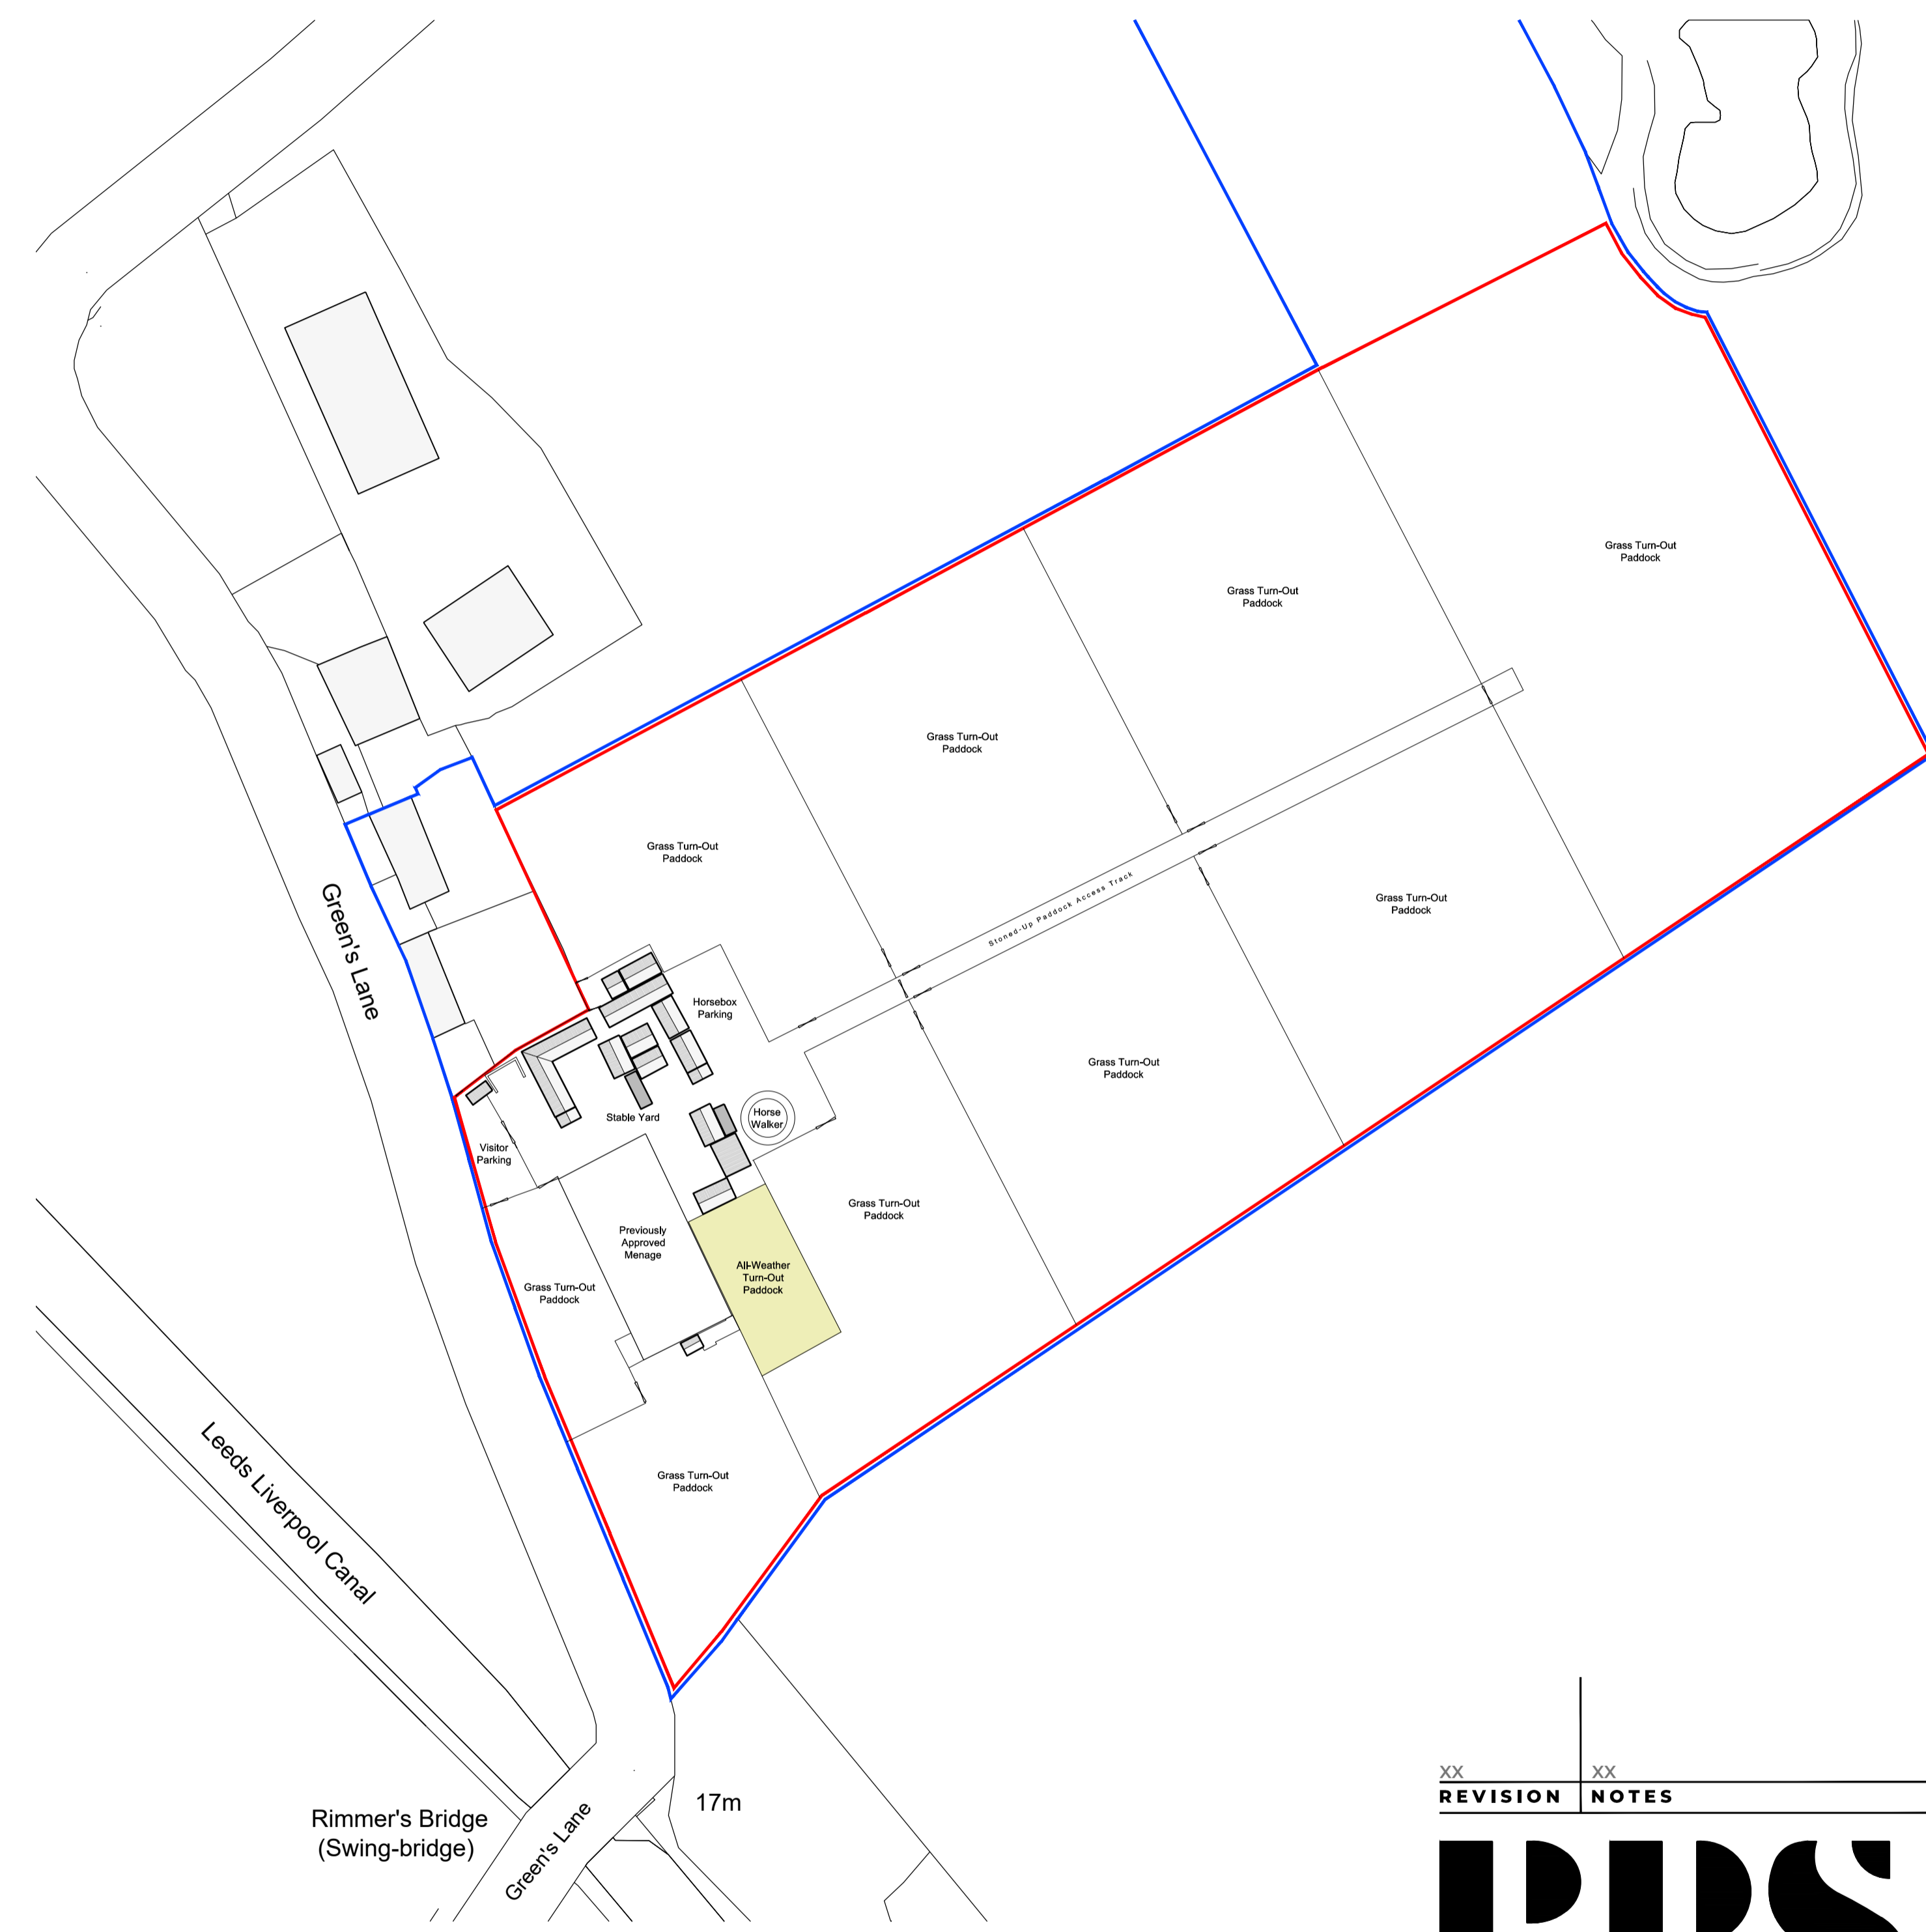 Grass Turn-Out
Paddock
Grass Turn-Out
Paddock
Grass Turn-Out
Paddock
Grass Turn-Out
Paddock
Grass Turn-Out
Paddock
Stoned-Up Paddock Access Track
Green's Lane
Horsebox
Parking
Grass Turn-Out
Paddock
Horse
Walker
Stable Yard
Visitor
Parking
Grass Turn-Out
Paddock
Previously
Approved
Menage
All-Weather
Turn-Out
Paddock
Grass Turn-Out
Paddock
Grass Turn-Out
Paddock
Leeds Liverpool Canal
17m
Rimmer's Bridge
(Swing-bridge)
Green's Lane
XX
XX
REVISION
NOTES